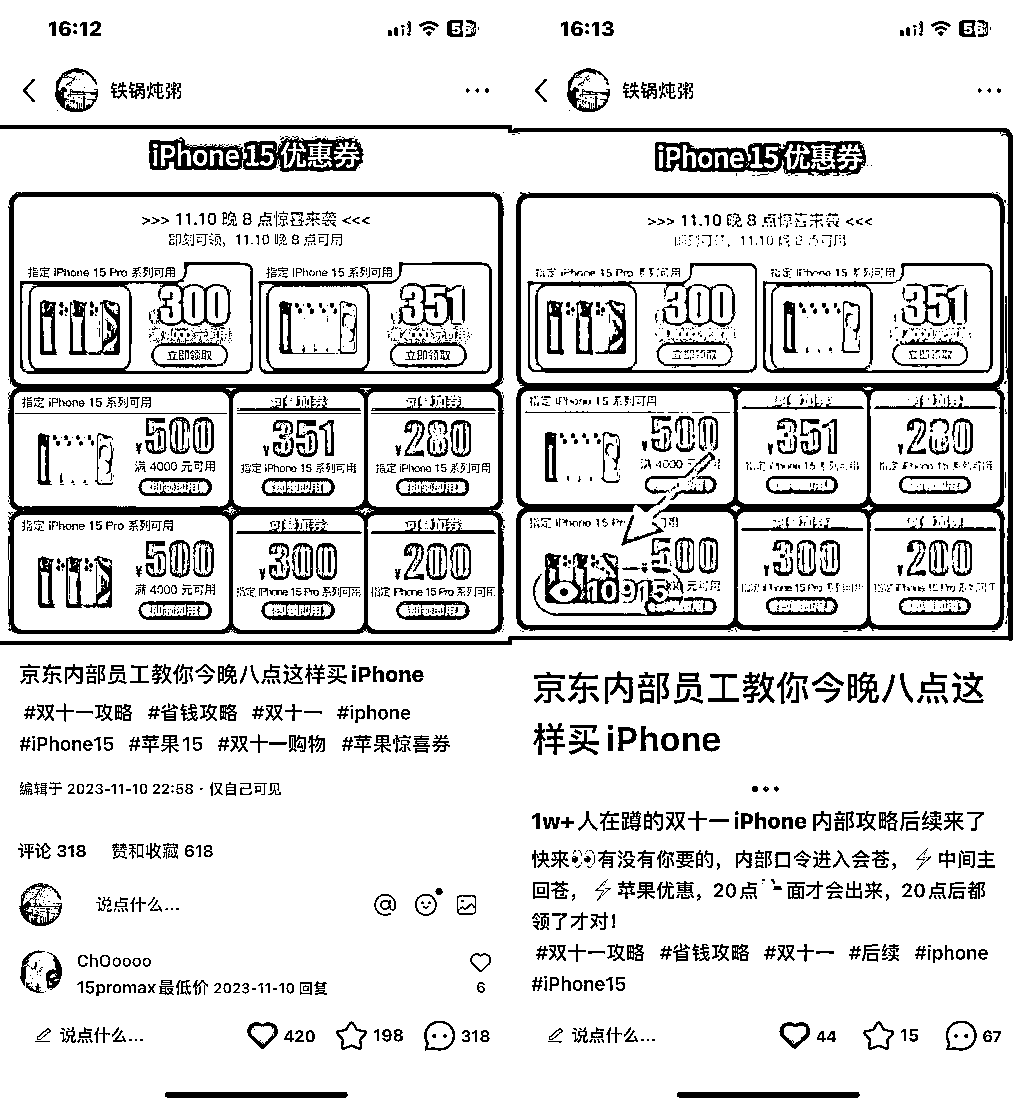 16:12
铁锅炖粥
iPhone 15 优惠券
>>> 11.10 晚 8 点惊喜来袭 <<<
即刻可领，11.10 晚 8 点可用
指定 iPhone 15 Pro 系列可用
300
立即领取
指定 iPhone 15 系列可用
351
立即领取
指定 iPhone 15 系列可用
¥500
满 4000 元可用
可叠加券
¥351
指定 iPhone 15 系列可用
可叠加券
¥280
指定 iPhone 15 系列可用
指定 iPhone 15 Pro 系列可用
¥500
满 4000 元可用
可叠加券
¥300
指定 iPhone 15 Pro 系列可用
可叠加券
¥200
指定 iPhone 15 Pro 系列可用
京东内部员工教你今晚八点这样买 iPhone
#双十一攻略 #省钱攻略 #双十一 #iphone
#iPhone15 #苹果15 #双十一购物 #苹果惊喜券
编辑于 2023-11-10 22:58 · 仅自己可见
评论 318 赞和收藏 618
说点什么...
ChOoooo
15promax最低价 2023-11-10 回复
6
说点什么...
420
198
318
16:13
铁锅炖粥
iPhone 15 优惠券
>>> 11.10 晚 8 点惊喜来袭 <<<
即刻可领，11.10 晚 8 点可用
指定 iPhone 15 Pro 系列可用
300
立即领取
指定 iPhone 15 系列可用
351
立即领取
指定 iPhone 15 系列可用
¥500
满 4000 元可用
可叠加券
¥351
指定 iPhone 15 系列可用
可叠加券
¥280
指定 iPhone 15 系列可用
500
10915
可叠加券
¥300
指定 iPhone 15 Pro 系列可用
可叠加券
¥200
指定 iPhone 15 Pro 系列可用
京东内部员工教你今晚八点这
样买 iPhone
1w+人在蹲的双十一 iPhone 内部攻略后续来了
快来👀有没有你要的，内部口令进入会苍，⚡中间主
回苍，⚡苹果优惠，20点 面才会出来，20点后都
领了才对！
#双十一攻略 #省钱攻略 #双十一 #后续 #iphone
#iPhone15
说点什么...
44
15
67